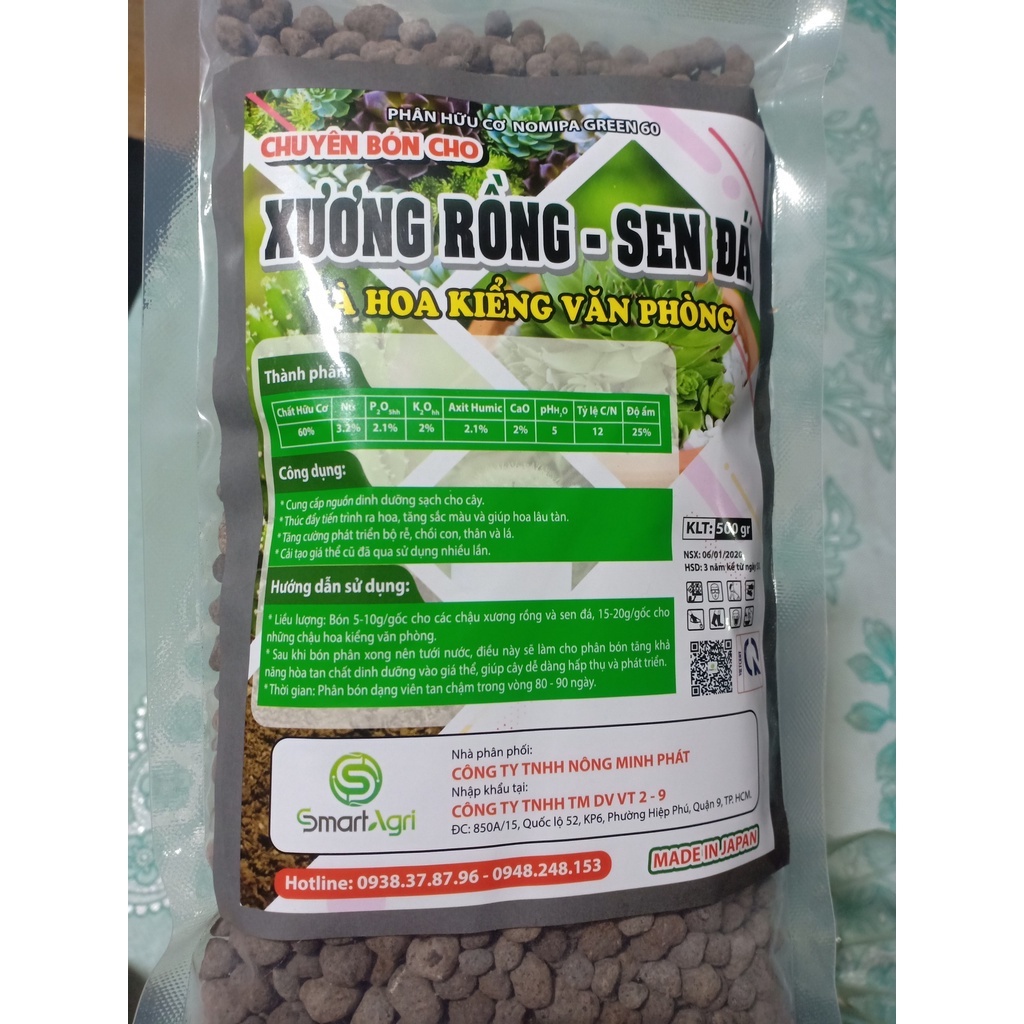 PHÂN HỮU CƠ NOMIPA GREEN 60
CHUYÊN BÓN CHO
XƯƠNG RỒNG - SEN ĐÁ
À HOA KIỂNG VĂN PHÒNG
Thành phần:
Chất Hữu Cơ Nts P2O5hh K2Ohh Axit Humic CaO pHH2O Tỷ lệ C/N Độ ẩm
60% 3.2% 2.1% 2% 2.1% 2% 5 12 25%
Công dụng:
* Cung cấp nguồn dinh dưỡng sạch cho cây.
* Thúc đẩy tiến trình ra hoa, tăng sắc màu và giúp hoa lâu tàn.
* Tăng cường phát triển bộ rễ, chồi con, thân và lá.
* Cải tạo giá thể cũ đã qua sử dụng nhiều lần.
Hướng dẫn sử dụng:
* Liều lượng: Bón 5-10g/gốc cho các chậu xương rồng và sen đá, 15-20g/gốc cho
những chậu hoa kiểng văn phòng.
* Sau khi bón phân xong nên tưới nước, điều này sẽ làm cho phân bón tăng khả
năng hòa tan chất dinh dưỡng vào giá thể, giúp cây dễ dàng hấp thụ và phát triển.
* Thời gian: Phân bón dạng viên tan chậm trong vòng 80 - 90 ngày.
KLT: 500 gr
NSX: 06/01/2020
HSD: 3 năm kể từ ngày
SmartAgri
Nhà phân phối:
CÔNG TY TNHH NÔNG MINH PHÁT
Nhập khẩu tại:
CÔNG TY TNHH TM DV VT 2 - 9
ĐC: 850A/15, Quốc lộ 52, KP6, Phường Hiệp Phú, Quận 9, TP. HCM.
Hotline: 0938.37.87.96 - 0948.248.153
MADE IN JAPAN